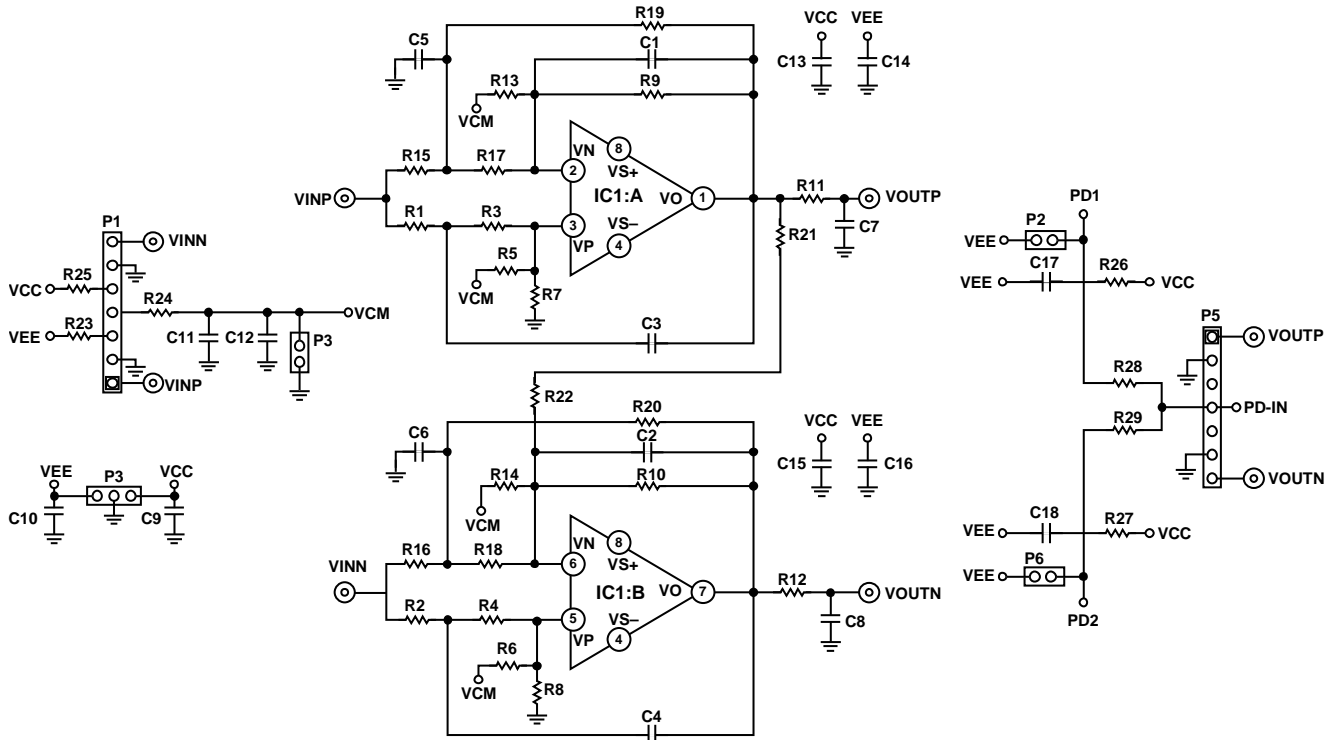 R19
VCC VEE
C5
C1
C13
C14
R13
R9
VCM
VN
8
R15
R17
2
VS+
VINP
IC1:A
VO
1
R11
VOUTP
R1
R3
3
VP
VS–
4
C7
R21
R5
VCM
R7
C3
P1
VINN
R25
VCC
R24
VCM
R23
VEE
C11
C12
P3
VINP
PD1
P2
VEE
C17
R26
VEE
VCC
P5
VOUTP
R28
PD-IN
R29
VOUTN
C18
R27
VEE
VCC
P6
VEE
PD2
R22
R20
VCC VEE
C6
C2
C15
C16
R14
R10
VCM
VEE
P3
VCC
C10
C9
VN
8
R16
R18
6
VS+
VINN
IC1:B
VO
7
R12
VOUTN
R2
R4
5
VP
VS–
4
C8
R6
VCM
R8
C4